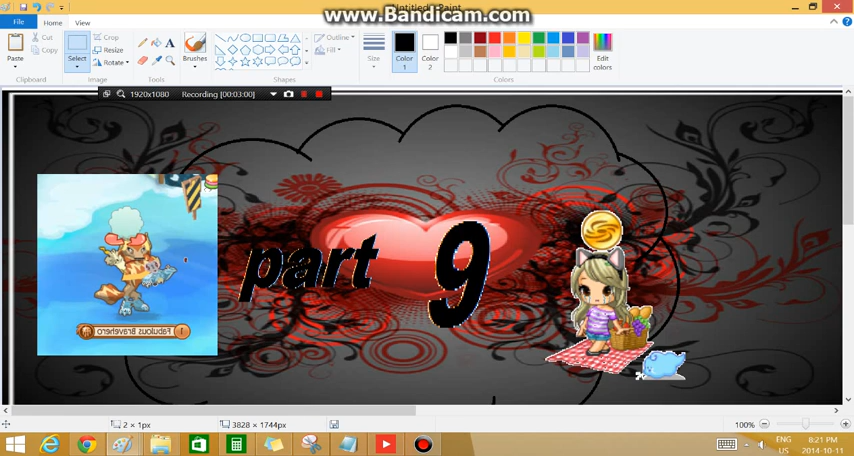 www.Bandicam.com
Untitled - Paint
File Home View
Paste
Cut
Copy
Select
Crop
Resize
Rotate
A
Brushes
Outline
Fill
Size
Color
1
Color
2
Edit
colors
Clipboard Image Tools Shapes Colors
1920x1080 Recording [00:03:00]
part 9
1 Fabulous Bravehero
2 × 1px 3828 × 1744px 100%
ENG
US
8:21 PM
2014-10-11